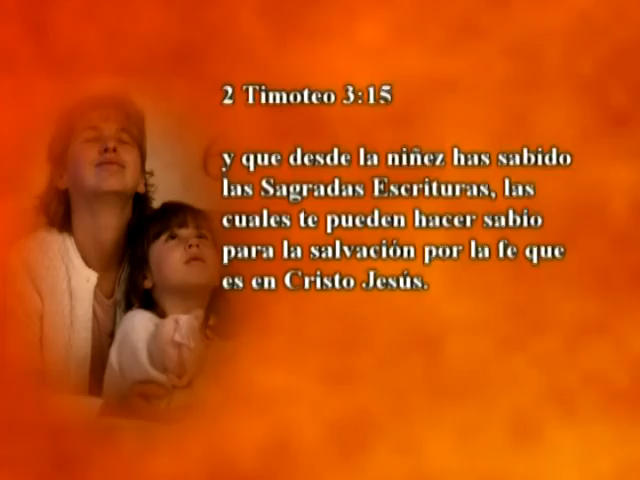 2 Timoteo 3:15
y que desde la niñez has sabido
las Sagradas Escrituras, las
cuales te pueden hacer sabio
para la salvación por la fe que
es en Cristo Jesús.